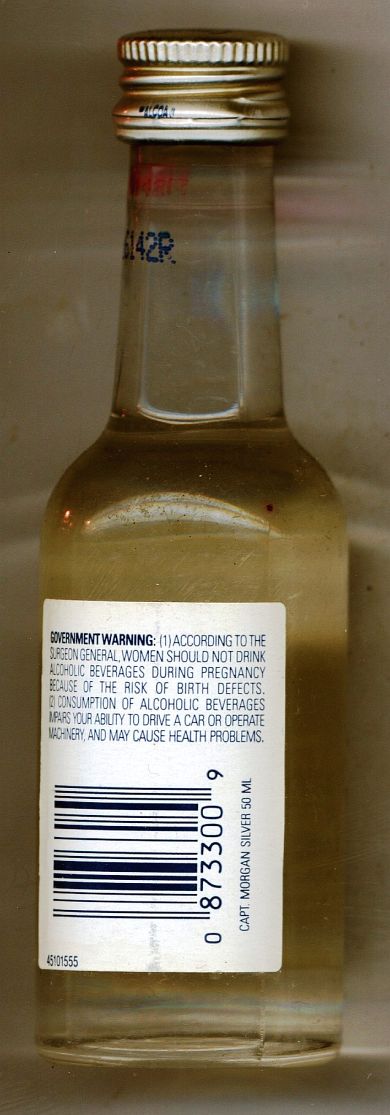 "ALCOA"
6142R
GOVERNMENT WARNING: (1) ACCORDING TO THE
SURGEON GENERAL, WOMEN SHOULD NOT DRINK
ALCOHOLIC BEVERAGES DURING PREGNANCY
BECAUSE OF THE RISK OF BIRTH DEFECTS.
(2) CONSUMPTION OF ALCOHOLIC BEVERAGES
IMPAIRS YOUR ABILITY TO DRIVE A CAR OR OPERATE
MACHINERY, AND MAY CAUSE HEALTH PROBLEMS.
0 873300 9
CAPT. MORGAN SILVER 50 ML
45101555